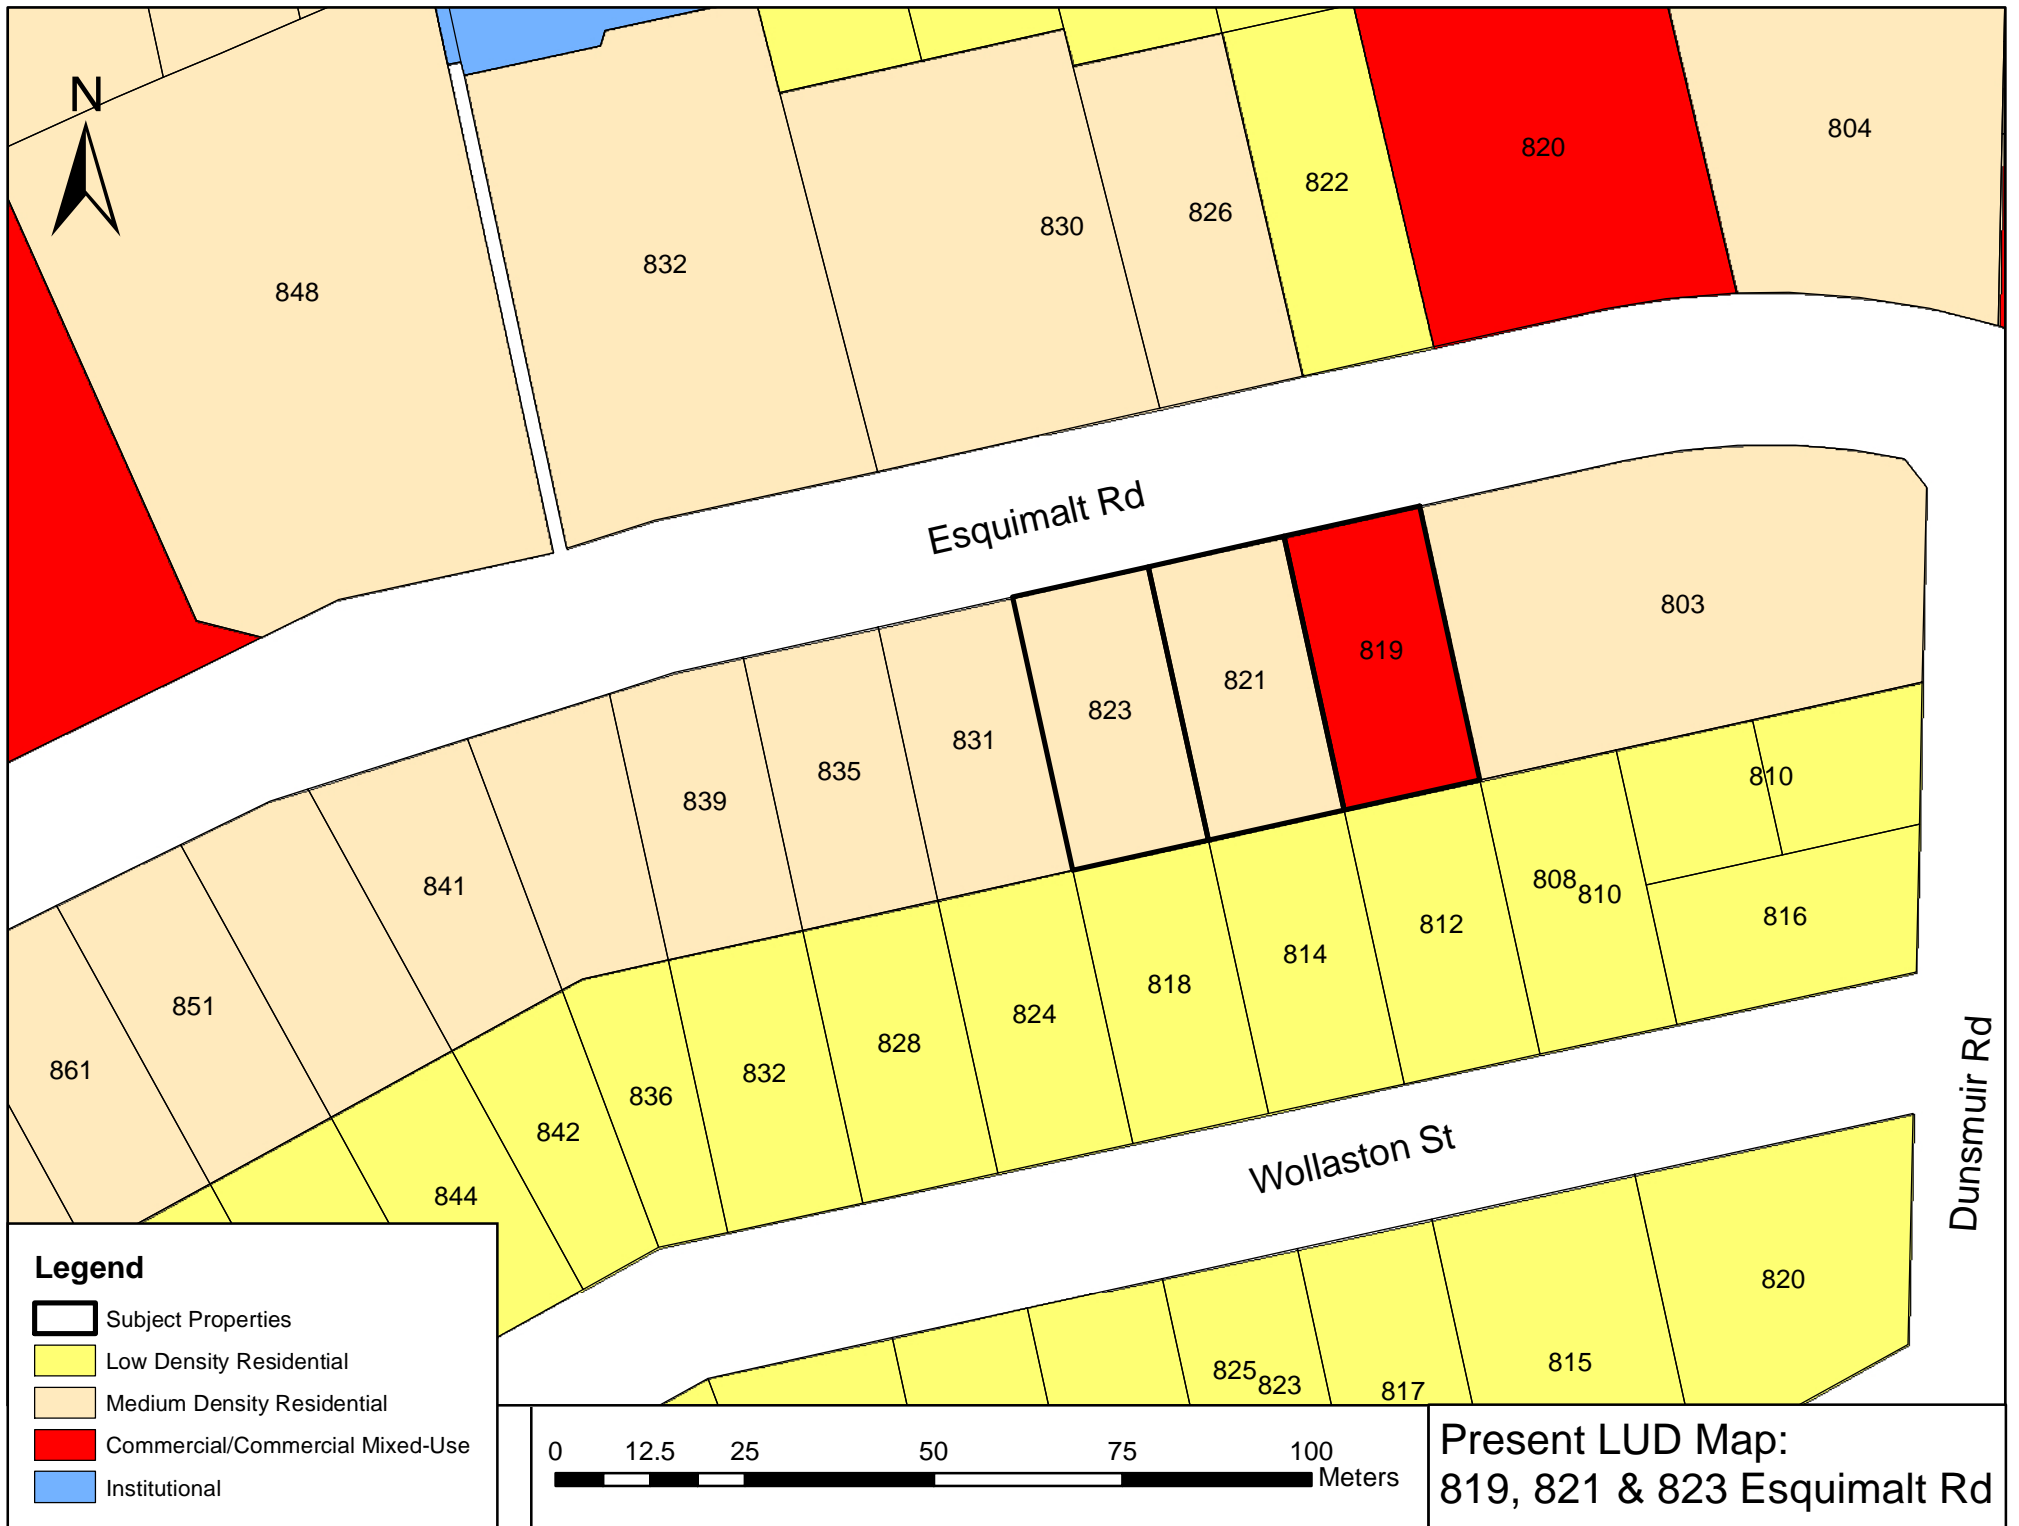 N
804
820
822
826
830
832
848
Esquimalt Rd
803
819
821
823
831
835
839
841
851
861
810
808
810
816
812
814
818
824
828
832
836
842
844
Wollaston St
Dunsmuir Rd
820
815
817
825
823
Legend
Subject Properties
Low Density Residential
Medium Density Residential
Commercial/Commercial Mixed-Use
Institutional
0 12.5 25 50 75 100
Meters
Present LUD Map:
819, 821 & 823 Esquimalt Rd